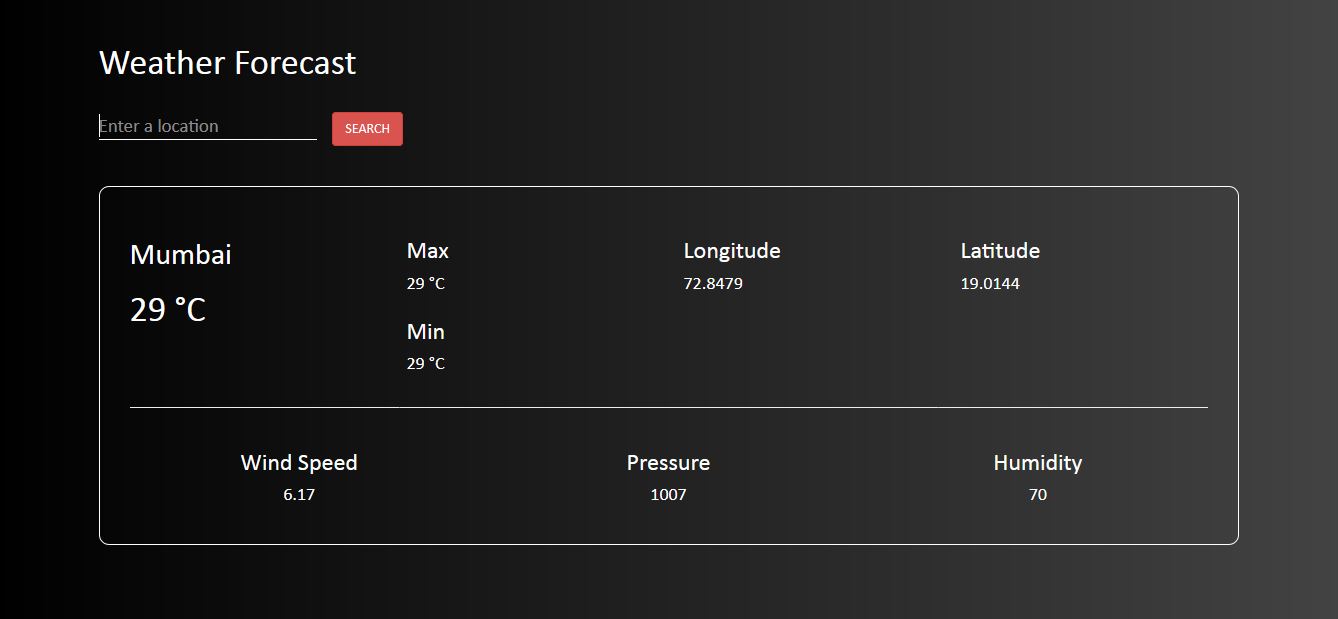 Weather Forecast
Enter a location
SEARCH
Mumbai
29 °C
Max
29 °C
Min
29 °C
Longitude
72.8479
Latitude
19.0144
Wind Speed
6.17
Pressure
1007
Humidity
70